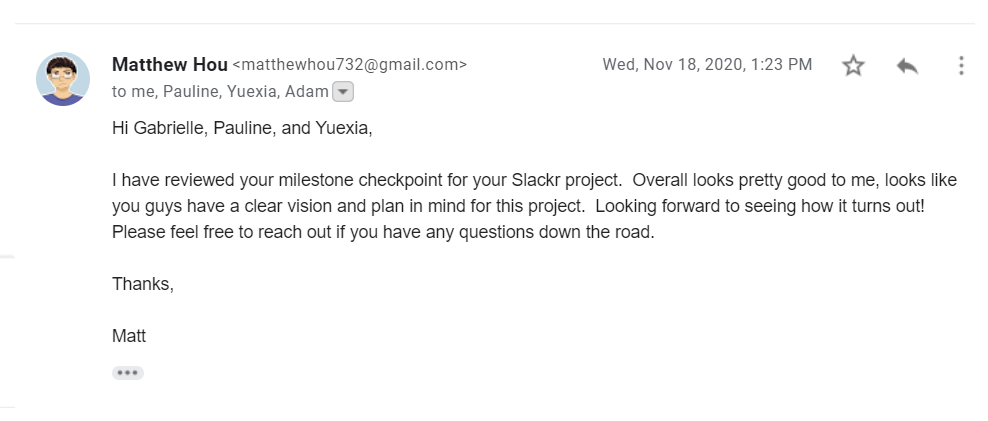 Matthew Hou <matthewhou732@gmail.com> Wed, Nov 18, 2020, 1:23 PM
to me, Pauline, Yuexia, Adam
Hi Gabrielle, Pauline, and Yuexia,
I have reviewed your milestone checkpoint for your Slackr project.  Overall looks pretty good to me, looks like
you guys have a clear vision and plan in mind for this project.  Looking forward to seeing how it turns out!
Please feel free to reach out if you have any questions down the road.
Thanks,
Matt